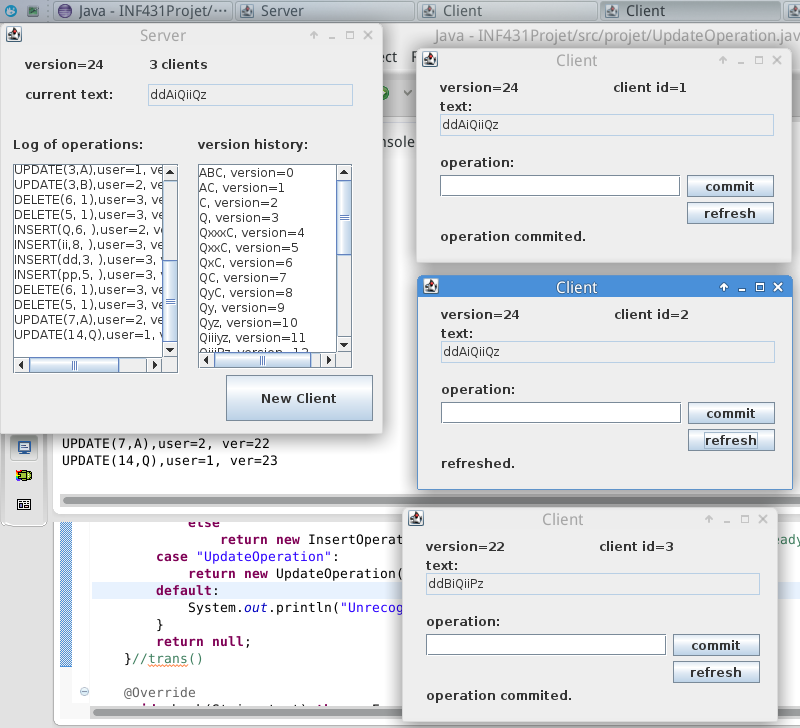 Java - INF431Projet/···
Server
Client
Client
Server
version=24
3 clients
current text:
ddAiQiiQz
Log of operations:
version history:
UPDATE(3,A),user=1, ve
UPDATE(3,B),user=2, ve
DELETE(6, 1),user=3, ve
DELETE(5, 1),user=3, ve
INSERT(Q,6, ),user=2, ve
INSERT(ii,8, ),user=3, ve
INSERT(dd,3, ),user=3, v
INSERT(pp,5, ),user=3, v
DELETE(6, 1),user=3, ve
DELETE(5, 1),user=3, ve
UPDATE(7,A),user=2, ve
UPDATE(14,Q),user=1, v
ABC, version=0
AC, version=1
C, version=2
Q, version=3
QxxxC, version=4
QxxC, version=5
QxC, version=6
QC, version=7
QyC, version=8
Qy, version=9
Qyz, version=10
Qiiiyz, version=11
QiiiPz, version=12
New Client
Java - INF431Projet/src/projet/UpdateOperation.jav
ect
nsole
Client
version=24
client id=1
text:
ddAiQiiQz
operation:
commit
refresh
operation commited.
Client
version=24
client id=2
text:
ddAiQiiQz
operation:
commit
refresh
refreshed.
UPDATE(7,A),user=2, ver=22
UPDATE(14,Q),user=1, ver=23
Client
version=22
client id=3
text:
ddBiQiiPz
operation:
commit
refresh
operation commited.
else
return new InsertOperat
eady
case "UpdateOperation":
return new UpdateOperation(
default:
System.out.println("Unrecog
}
return null;
}//trans()
@Override